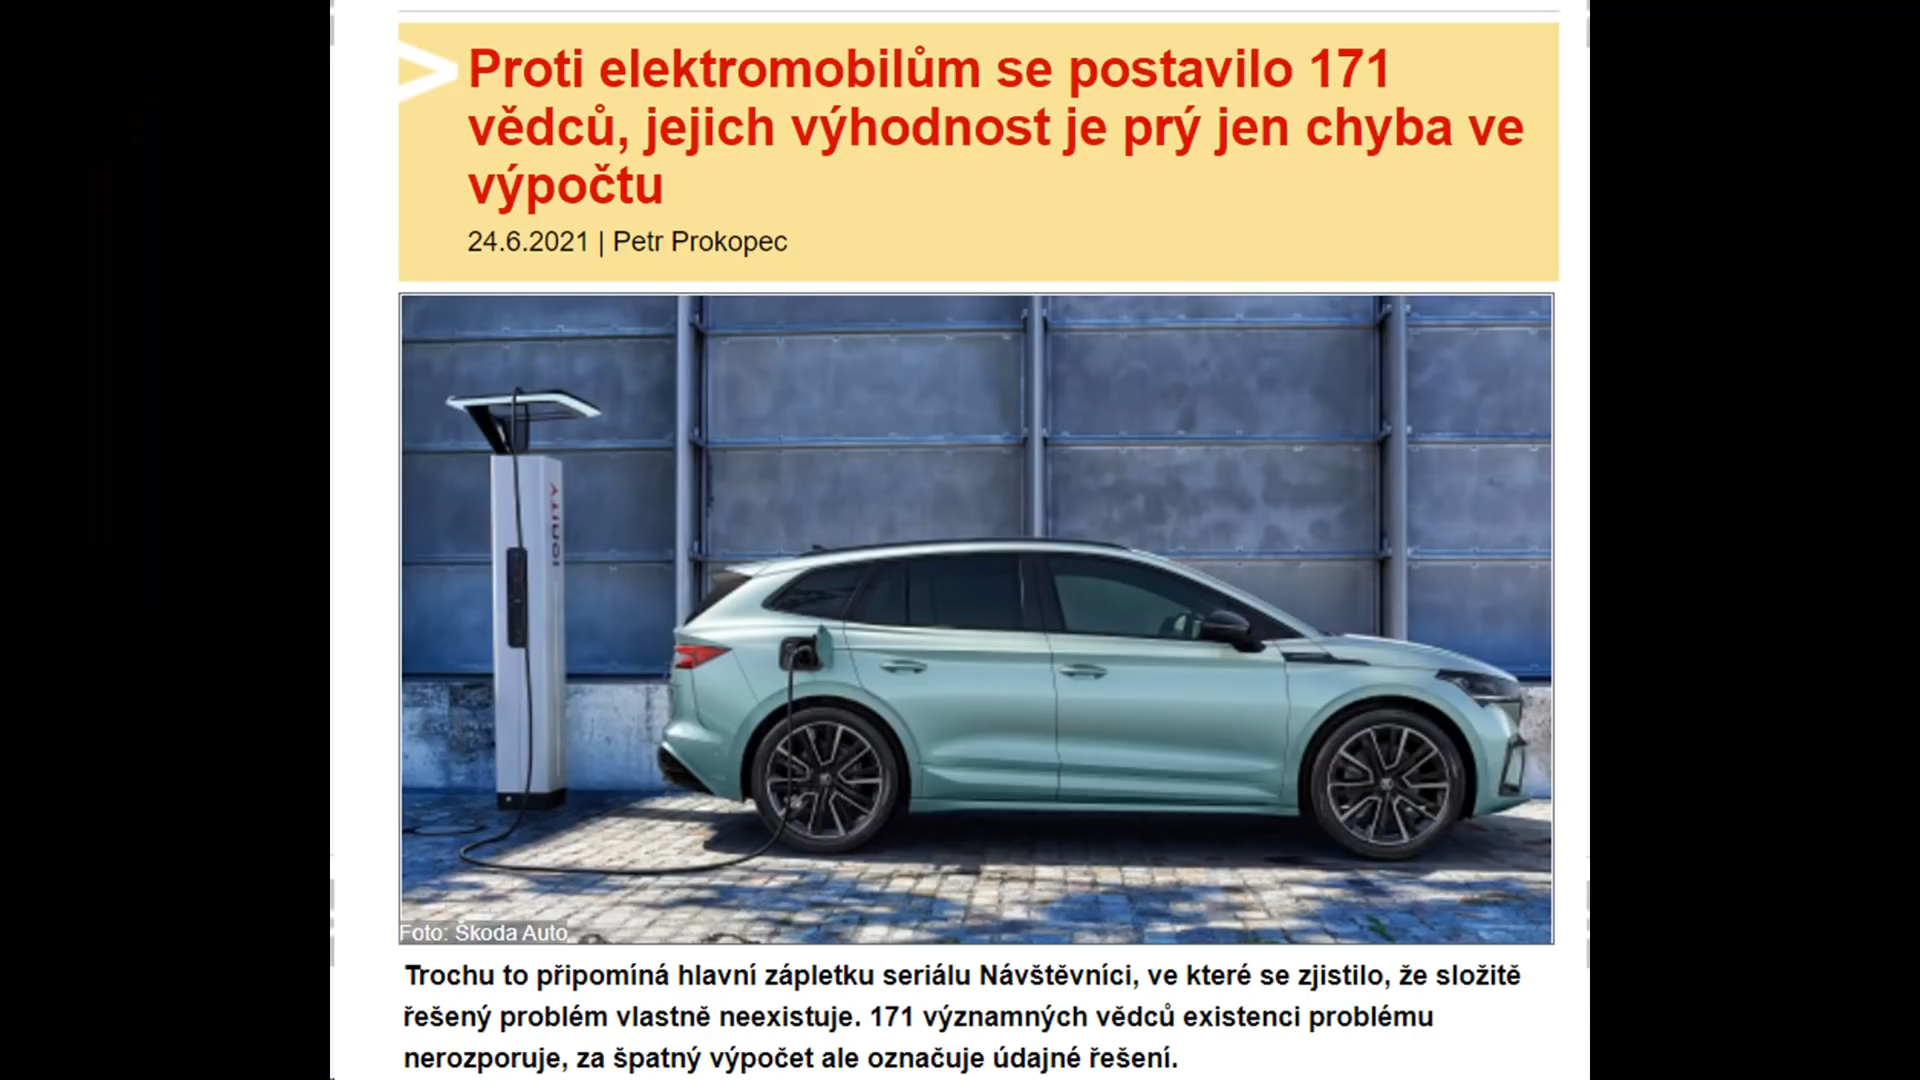 Proti elektromobilům se postavilo 171
vědců, jejich výhodnost je prý jen chyba ve
výpočtu
24.6.2021 | Petr Prokopec
IONITY
Foto: Škoda Auto
Trochu to připomíná hlavní zápletku seriálu Návštěvníci, ve které se zjistilo, že složitě
řešený problém vlastně neexistuje. 171 významných vědců existenci problému
nerozporuje, za špatný výpočet ale označuje údajné řešení.